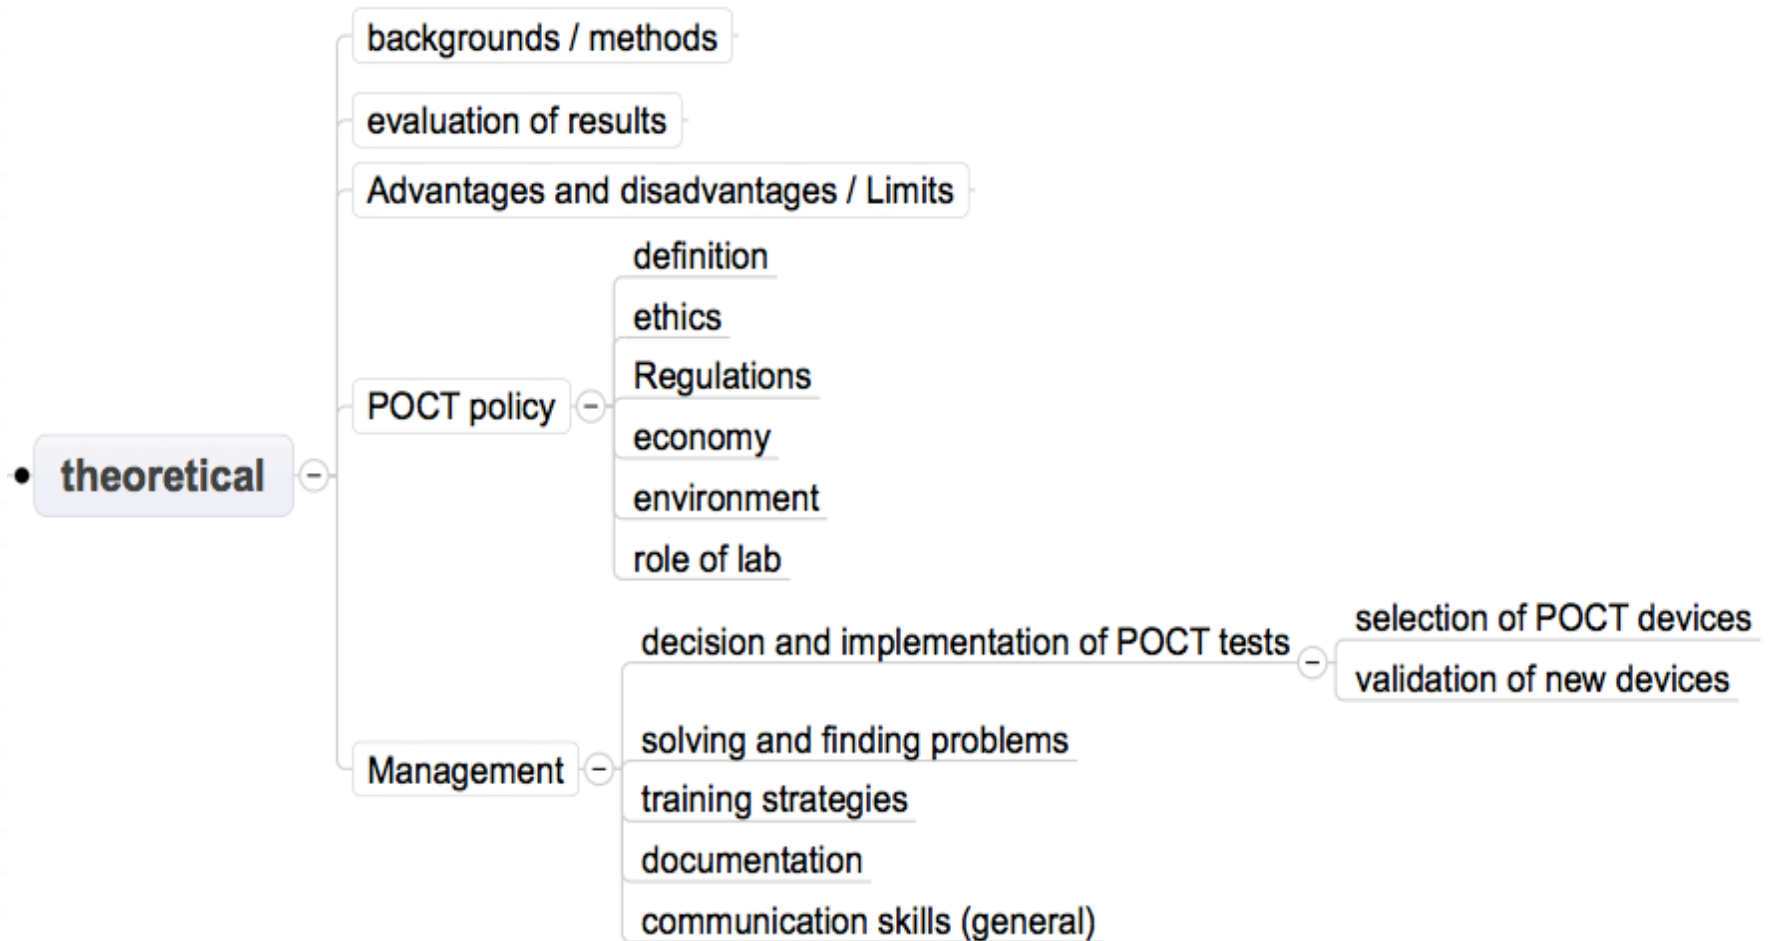 backgrounds / methods
evaluation of results
Advantages and disadvantages / Limits
definition
ethics
Regulations
POCT policy
economy
theoretical
environment
role of lab
decision and implementation of POCT tests
selection of POCT devices
validation of new devices
solving and finding problems
Management
training strategies
documentation
communication skills (general)